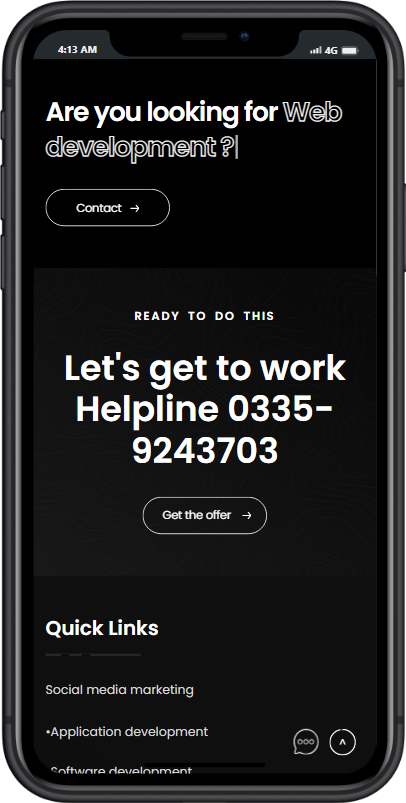 4:13 AM
4G
Are you looking for Web
development ?|
Contact →
READY TO DO THIS
Let's get to work
Helpline 0335-
9243703
Get the offer →
Quick Links
Social media marketing
•Application development
Software development